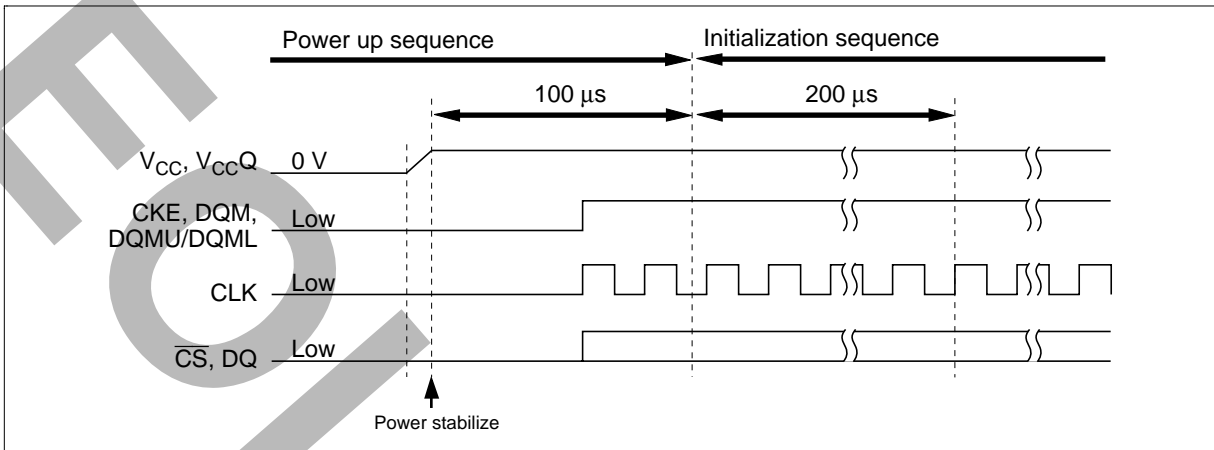 Power up sequence
Initialization sequence
100 μs
200 μs
VCC, VCCQ
0 V
CKE, DQM,
DQMU/DQML
Low
CLK
Low
CS, DQ
Low
Power stabilize